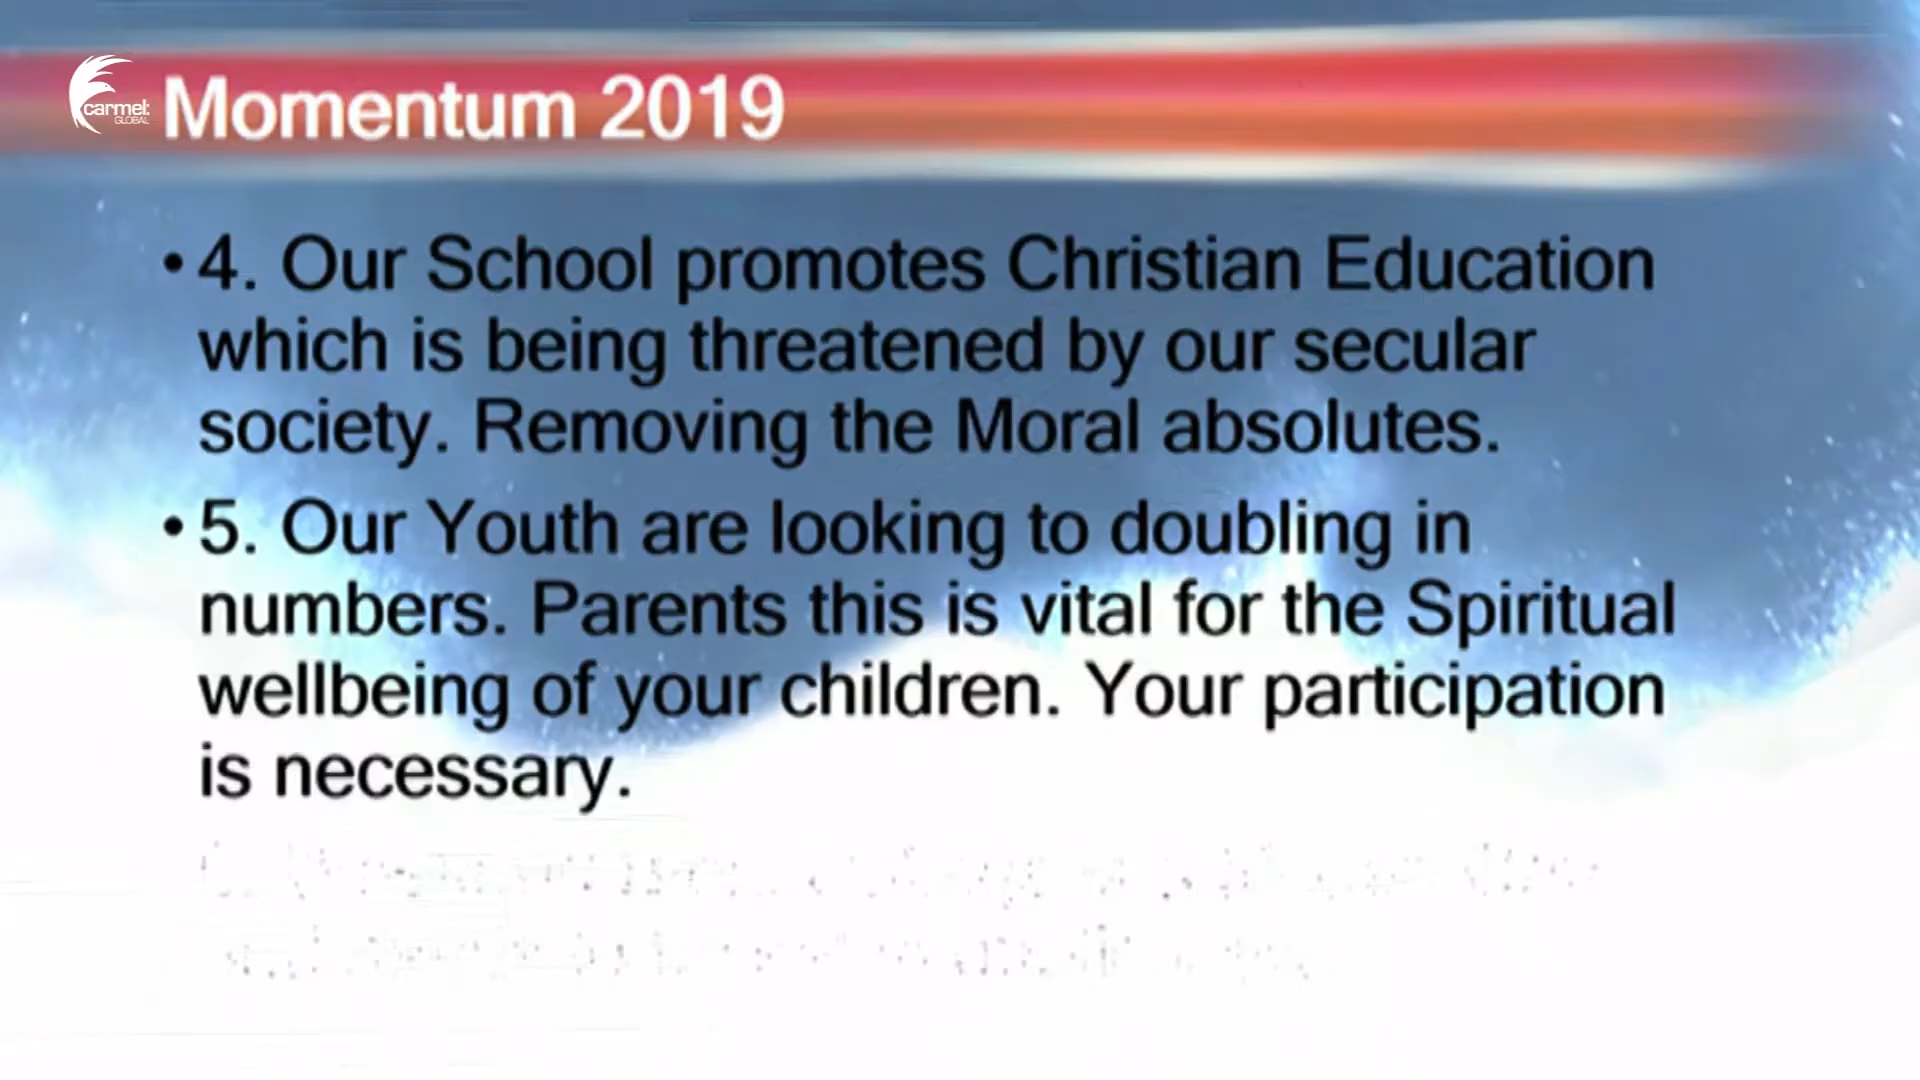 carmel:
GLOBAL
Momentum 2019
• 4. Our School promotes Christian Education
which is being threatened by our secular
society. Removing the Moral absolutes.
• 5. Our Youth are looking to doubling in
numbers. Parents this is vital for the Spiritual
wellbeing of your children. Your participation
is necessary.